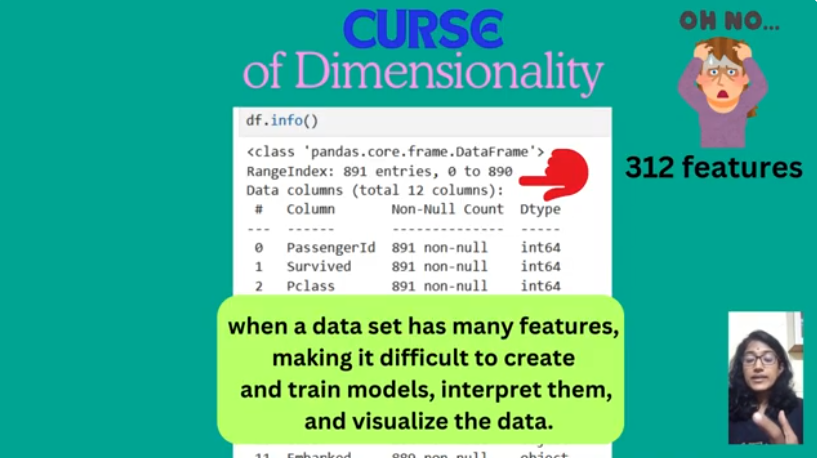 CURSE
of Dimensionality
OH NO...
312 features
df.info()
<class 'pandas.core.frame.DataFrame'>
RangeIndex: 891 entries, 0 to 890
Data columns (total 12 columns):
# Column Non-Null Count Dtype
--- ------ -------------- -----
0 PassengerId 891 non-null int64
1 Survived 891 non-null int64
2 Pclass 891 non-null int64
when a data set has many features,
making it difficult to create
and train models, interpret them,
and visualize the data.
11 Embarked 889 non-null object